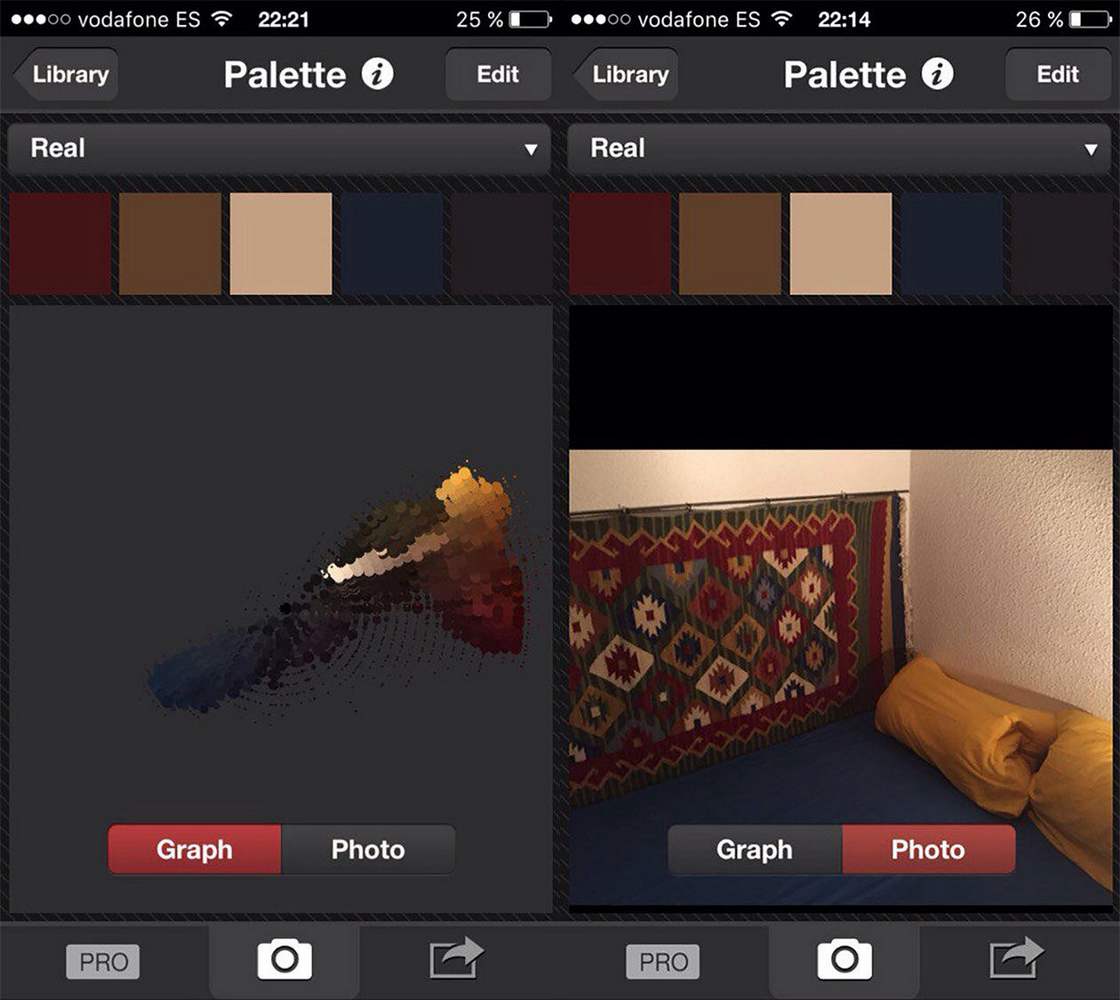 vodafone ES 22:21 25 %
Library Palette i Edit
Real
Graph Photo
PRO
vodafone ES 22:14 26 %
Library Palette i Edit
Real
Graph Photo
PRO